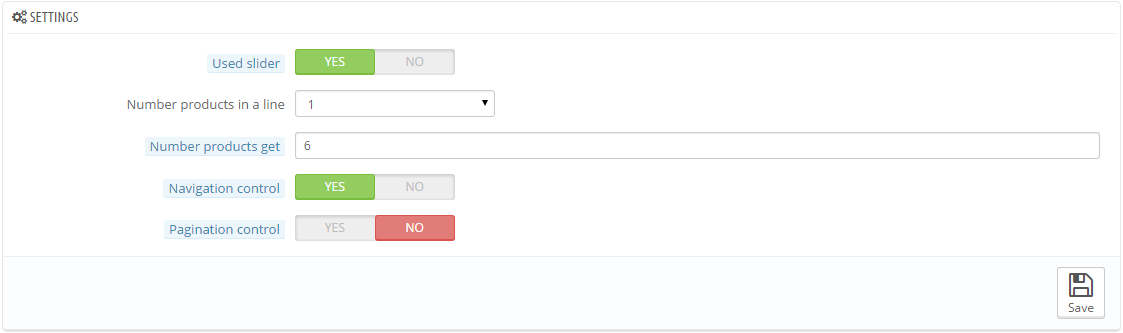 SETTINGS
Used slider YES NO
Number products in a line 1
Number products get 6
Navigation control YES NO
Pagination control YES NO
Save